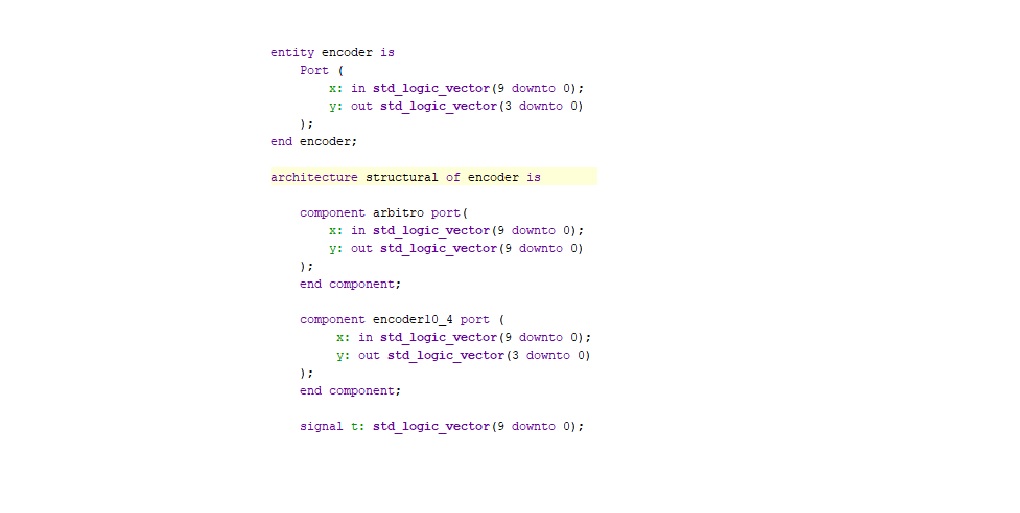 entity encoder is
Port (
x: in std_logic_vector(9 downto 0);
y: out std_logic_vector(3 downto 0)
);
end encoder;
architecture structural of encoder is
component arbitro port(
x: in std_logic_vector(9 downto 0);
y: out std_logic_vector(9 downto 0)
);
end component;
component encoder10_4 port (
x: in std_logic_vector(9 downto 0);
y: out std_logic_vector(3 downto 0)
);
end component;
signal t: std_logic_vector(9 downto 0);